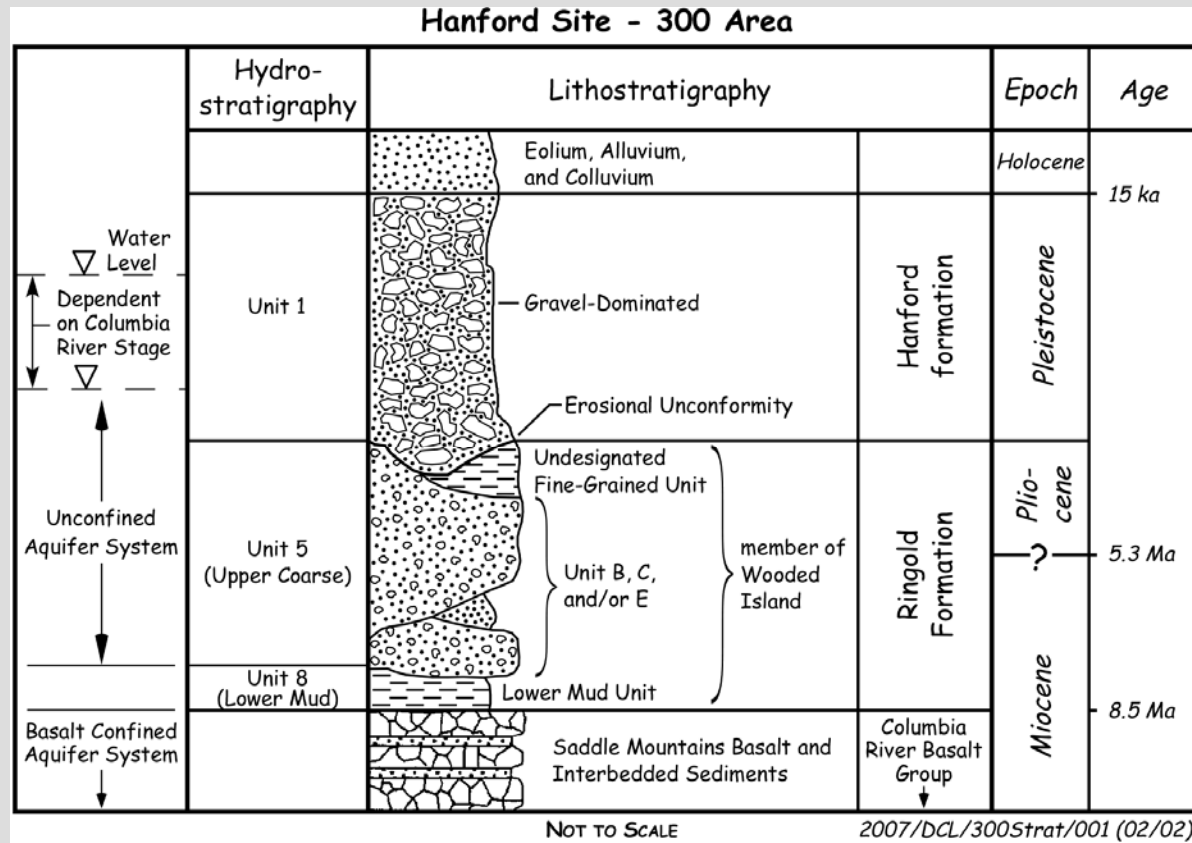 Hanford Site - 300 Area
Hydro-
stratigraphy
Lithostratigraphy
Epoch
Age
Eolium, Alluvium,
and Colluvium
Holocene
15 ka
Water
Level
Dependent
on Columbia
River Stage
Unit 1
Gravel-Dominated
Hanford
formation
Pleistocene
Erosional Unconformity
Undesignated
Fine-Grained Unit
Unconfined
Aquifer System
Unit 5
(Upper Coarse)
Unit B, C,
and/or E
member of
Wooded
Island
Ringold
Formation
Plio-
cene
?
5.3 Ma
Unit 8
(Lower Mud)
Lower Mud Unit
Miocene
8.5 Ma
Basalt Confined
Aquifer System
Saddle Mountains Basalt and
Interbedded Sediments
Columbia
River Basalt
Group
NOT TO SCALE
2007/DCL/300Strat/001 (02/02)